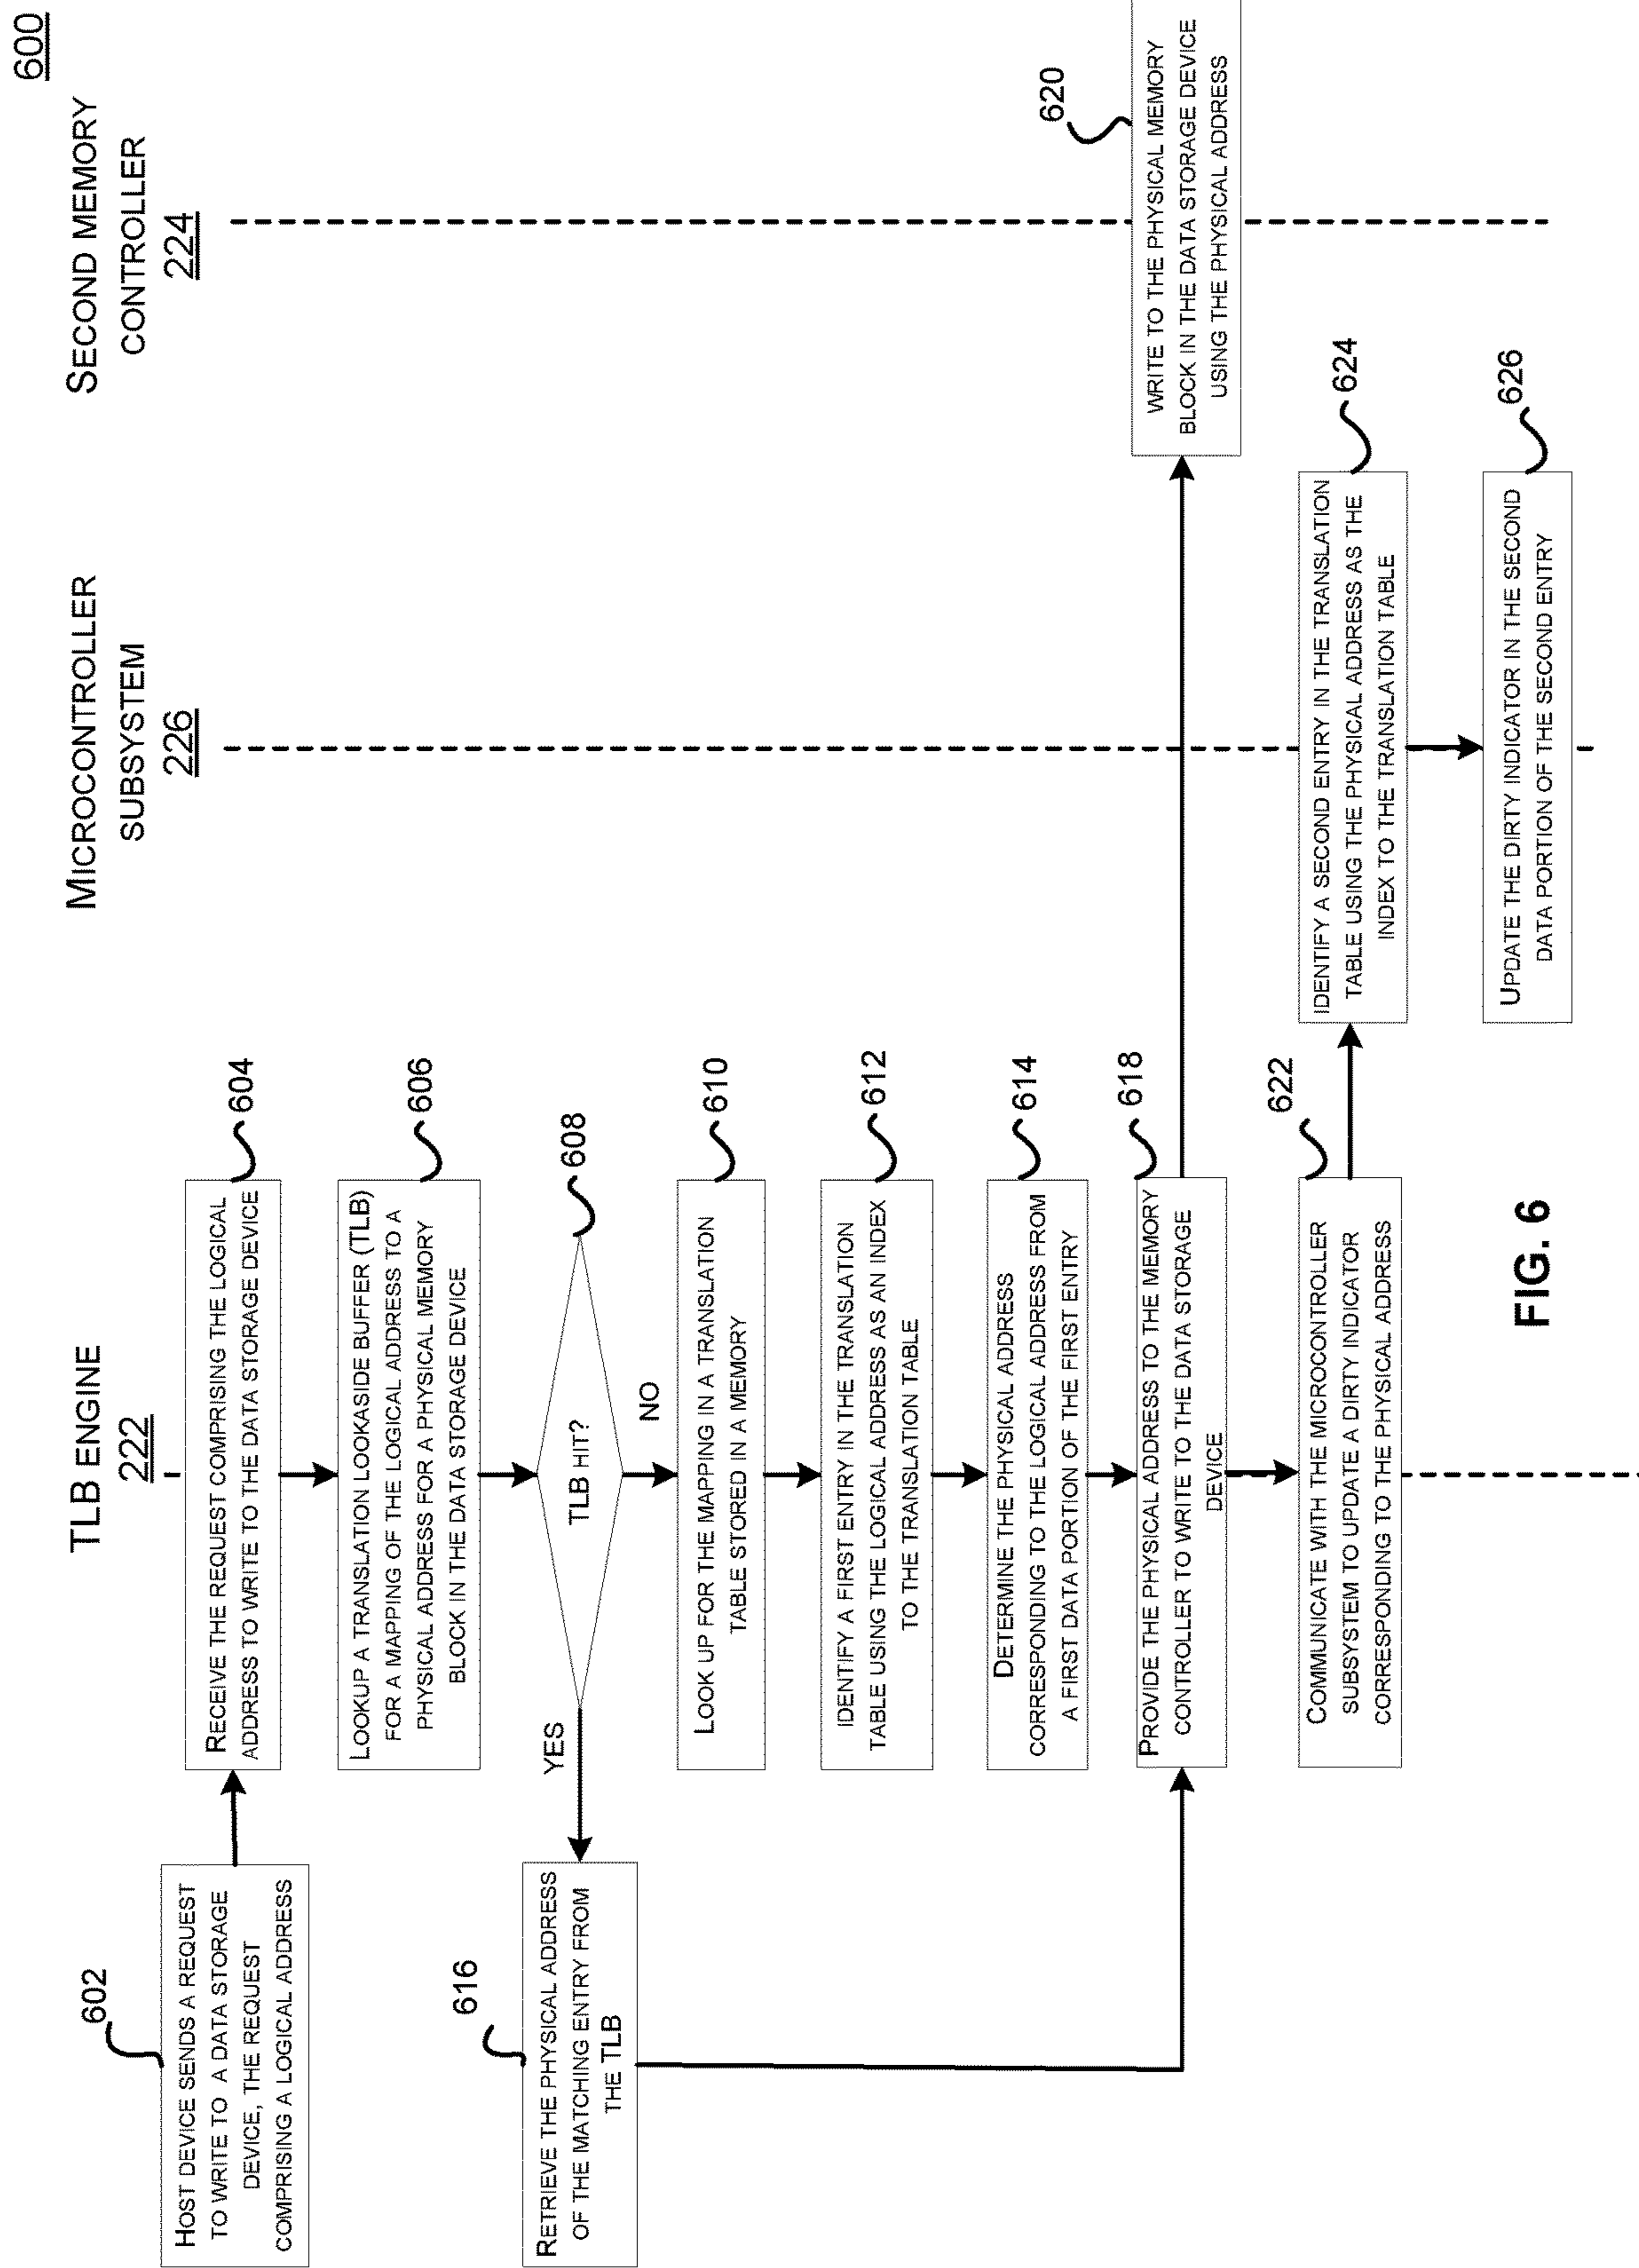 600
TLB ENGINE
222
MICROCONTROLLER
SUBSYSTEM
226
SECOND MEMORY
CONTROLLER
224
602
HOST DEVICE SENDS A REQUEST
TO WRITE TO A DATA STORAGE
DEVICE, THE REQUEST
COMPRISING A LOGICAL ADDRESS
604
RECEIVE THE REQUEST COMPRISING THE LOGICAL
ADDRESS TO WRITE TO THE DATA STORAGE DEVICE
606
LOOKUP A TRANSLATION LOOKASIDE BUFFER (TLB)
FOR A MAPPING OF THE LOGICAL ADDRESS TO A
PHYSICAL ADDRESS FOR A PHYSICAL MEMORY
BLOCK IN THE DATA STORAGE DEVICE
608
TLB HIT?
YES
NO
616
RETRIEVE THE PHYSICAL ADDRESS
OF THE MATCHING ENTRY FROM
THE TLB
610
LOOK UP FOR THE MAPPING IN A TRANSLATION
TABLE STORED IN A MEMORY
612
IDENTIFY A FIRST ENTRY IN THE TRANSLATION
TABLE USING THE LOGICAL ADDRESS AS AN INDEX
TO THE TRANSLATION TABLE
614
DETERMINE THE PHYSICAL ADDRESS
CORRESPONDING TO THE LOGICAL ADDRESS FROM
A FIRST DATA PORTION OF THE FIRST ENTRY
618
PROVIDE THE PHYSICAL ADDRESS TO THE MEMORY
CONTROLLER TO WRITE TO THE DATA STORAGE
DEVICE
620
WRITE TO THE PHYSICAL MEMORY
BLOCK IN THE DATA STORAGE DEVICE
USING THE PHYSICAL ADDRESS
622
COMMUNICATE WITH THE MICROCONTROLLER
SUBSYSTEM TO UPDATE A DIRTY INDICATOR
CORRESPONDING TO THE PHYSICAL ADDRESS
624
IDENTIFY A SECOND ENTRY IN THE TRANSLATION
TABLE USING THE PHYSICAL ADDRESS AS THE
INDEX TO THE TRANSLATION TABLE
626
UPDATE THE DIRTY INDICATOR IN THE SECOND
DATA PORTION OF THE SECOND ENTRY
FIG. 6